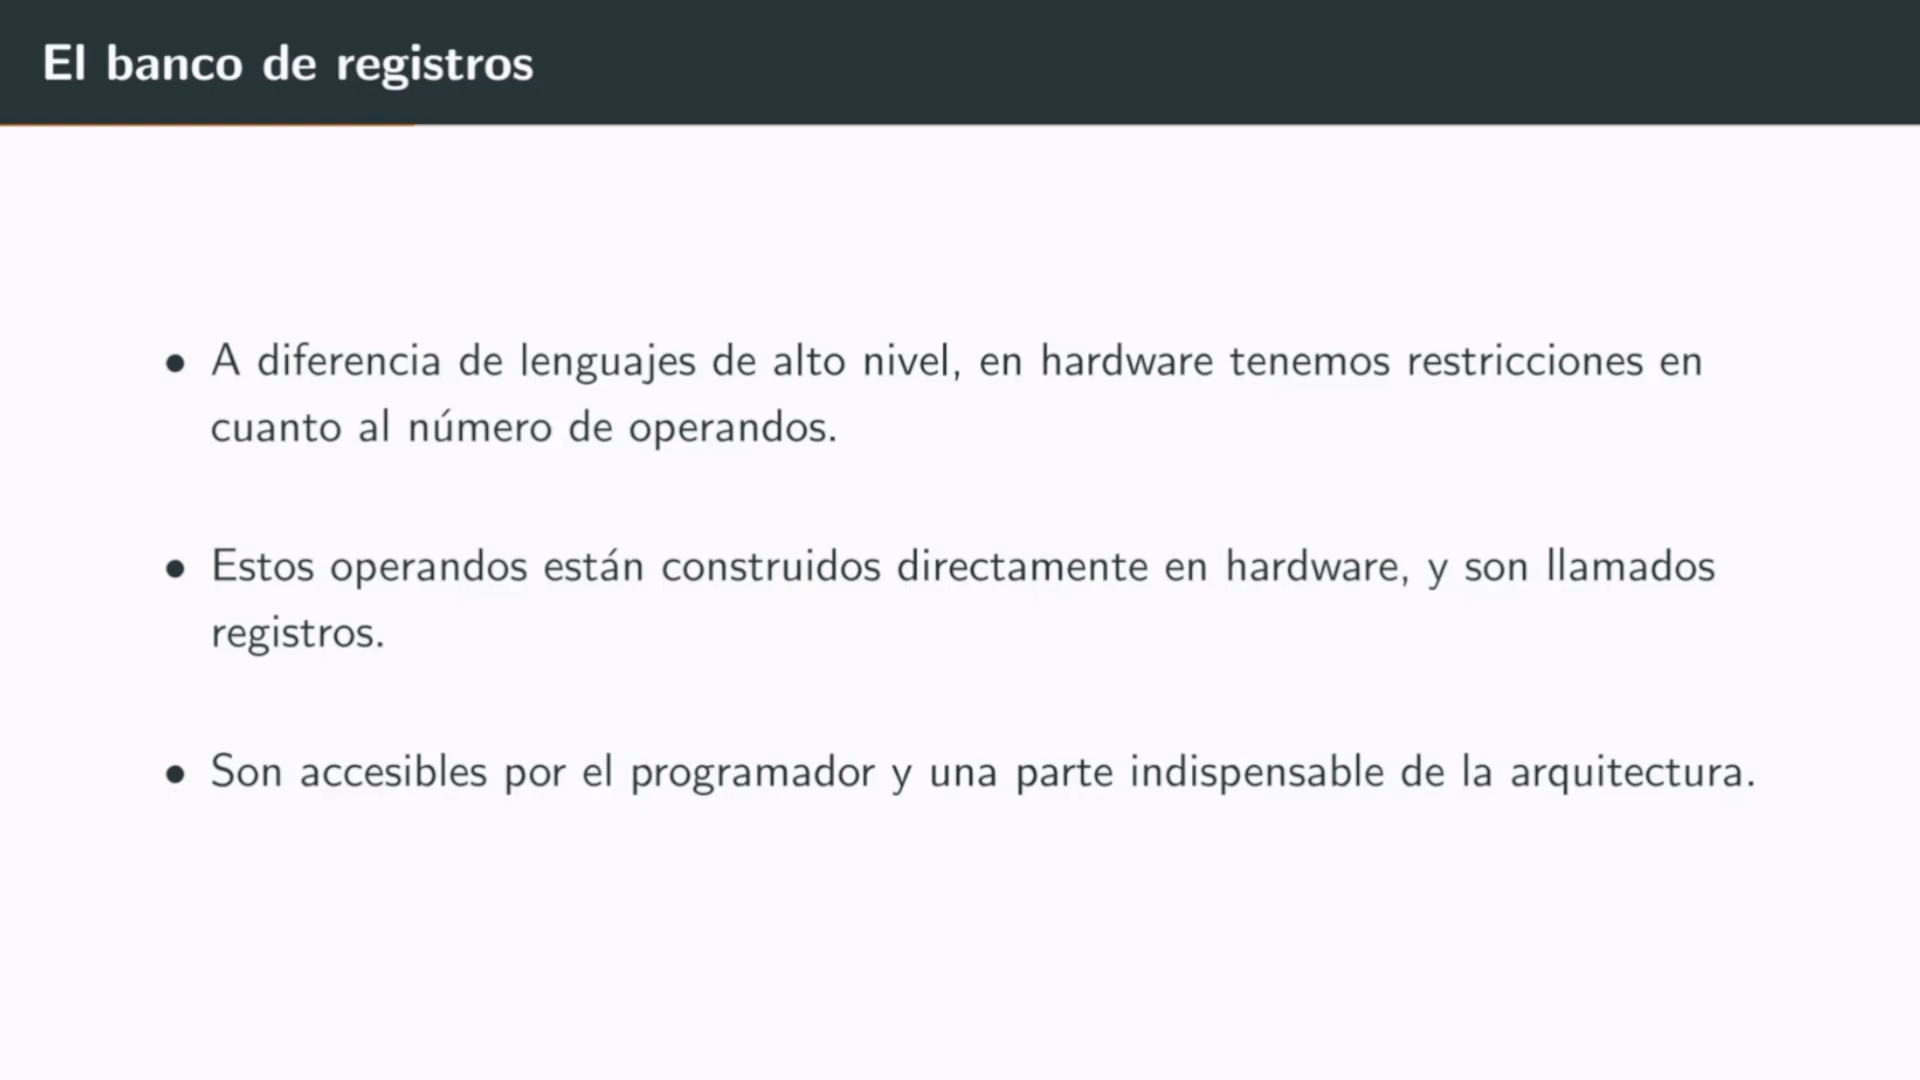 El banco de registros
• A diferencia de lenguajes de alto nivel, en hardware tenemos restricciones en
cuanto al número de operandos.
• Estos operandos están construidos directamente en hardware, y son llamados
registros.
• Son accesibles por el programador y una parte indispensable de la arquitectura.